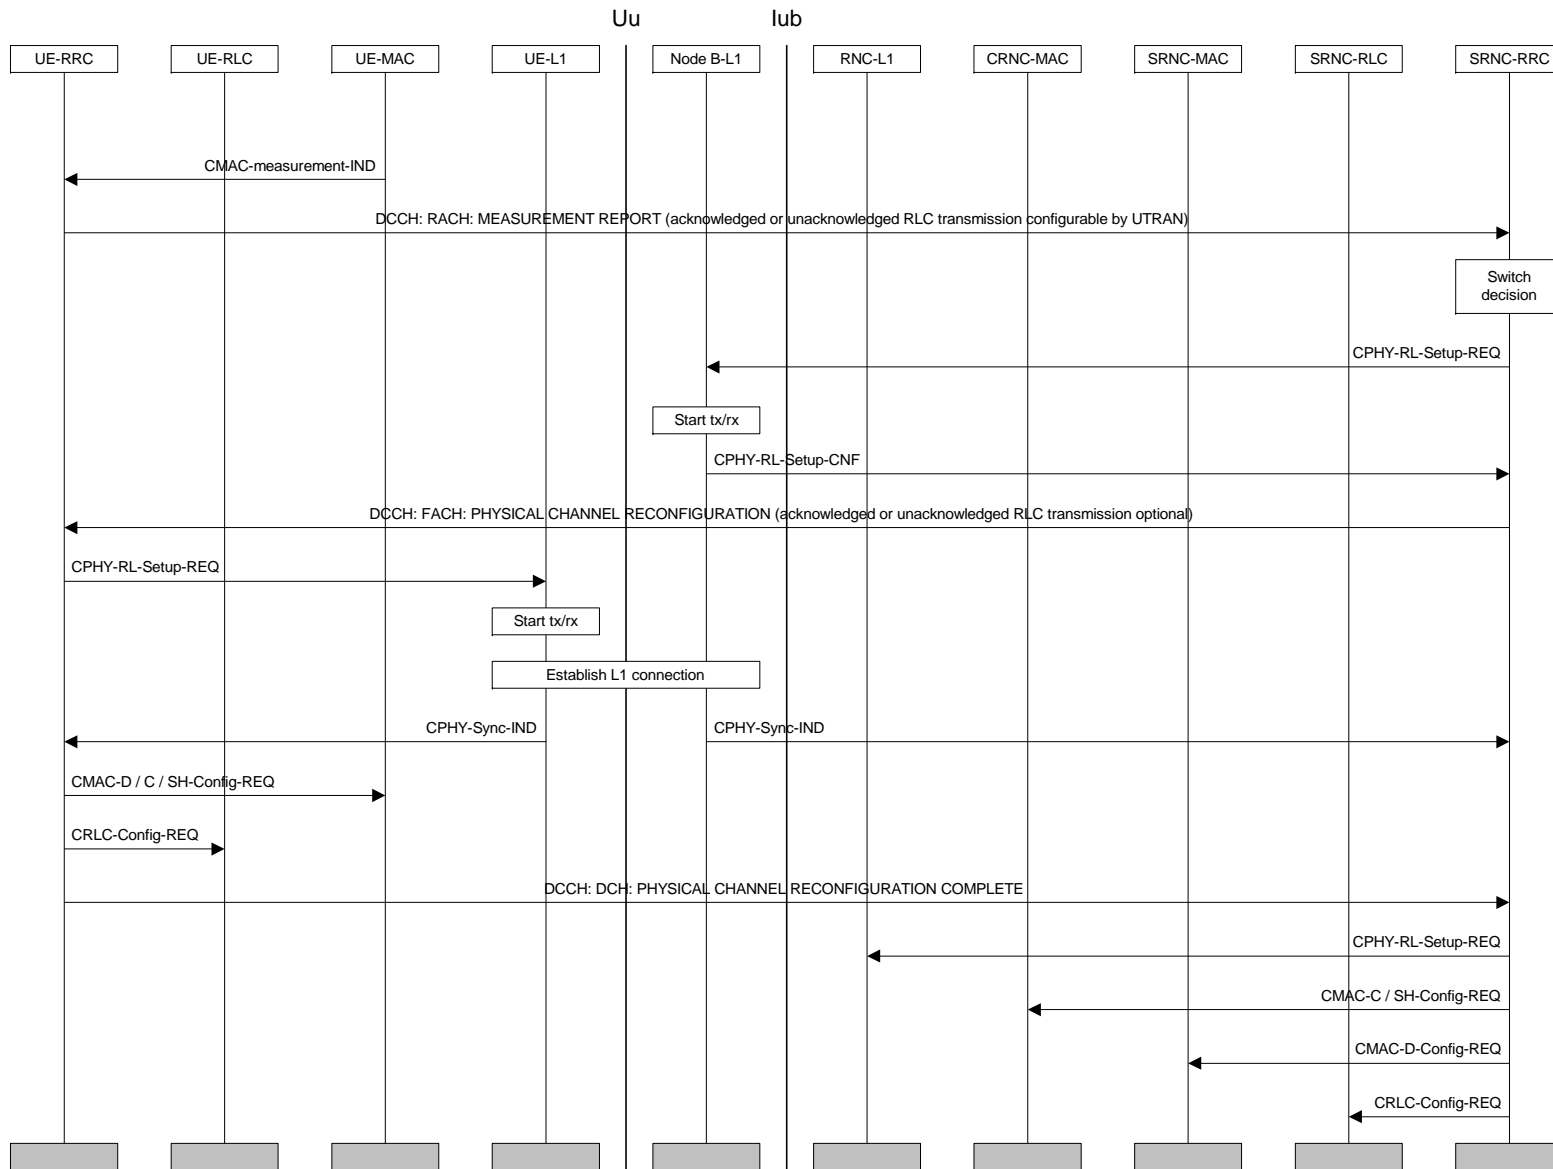 Uu
Iub
UE-RRC
UE-RLC
UE-MAC
UE-L1
Node B-L1
RNC-L1
CRNC-MAC
SRNC-MAC
SRNC-RLC
SRNC-RRC
CMAC-measurement-IND
DCCH: RACH: MEASUREMENT REPORT (acknowledged or unacknowledged RLC transmission configurable by UTRAN)
Switch
decision
CPHY-RL-Setup-REQ
Start tx/rx
CPHY-RL-Setup-CNF
DCCH: FACH: PHYSICAL CHANNEL RECONFIGURATION (acknowledged or unacknowledged RLC transmission optional)
CPHY-RL-Setup-REQ
Start tx/rx
Establish L1 connection
CPHY-Sync-IND
CPHY-Sync-IND
CMAC-D / C / SH-Config-REQ
CRLC-Config-REQ
DCCH: DCH: PHYSICAL CHANNEL RECONFIGURATION COMPLETE
CPHY-RL-Setup-REQ
CMAC-C / SH-Config-REQ
CMAC-D-Config-REQ
CRLC-Config-REQ